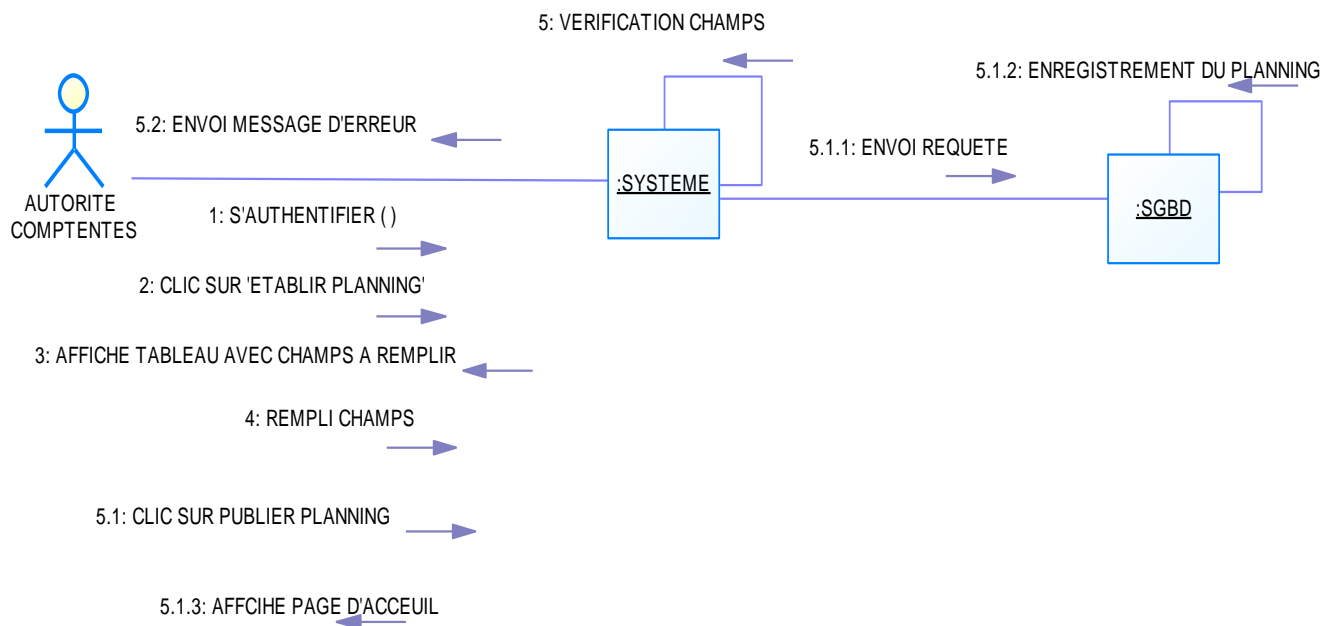 5: VERIFICATION CHAMPS
5.1.2: ENREGISTREMENT DU PLANNING
5.2: ENVOI MESSAGE D'ERREUR
5.1.1: ENVOI REQUETE
:SYSTEME
:SGBD
AUTORITE
COMPTENTES
1: S'AUTHENTIFIER ( )
2: CLIC SUR 'ETABLIR PLANNING'
3: AFFICHE TABLEAU AVEC CHAMPS A REMPLIR
4: REMPLI CHAMPS
5.1: CLIC SUR PUBLIER PLANNING
5.1.3: AFFCIHE PAGE D'ACCEUIL